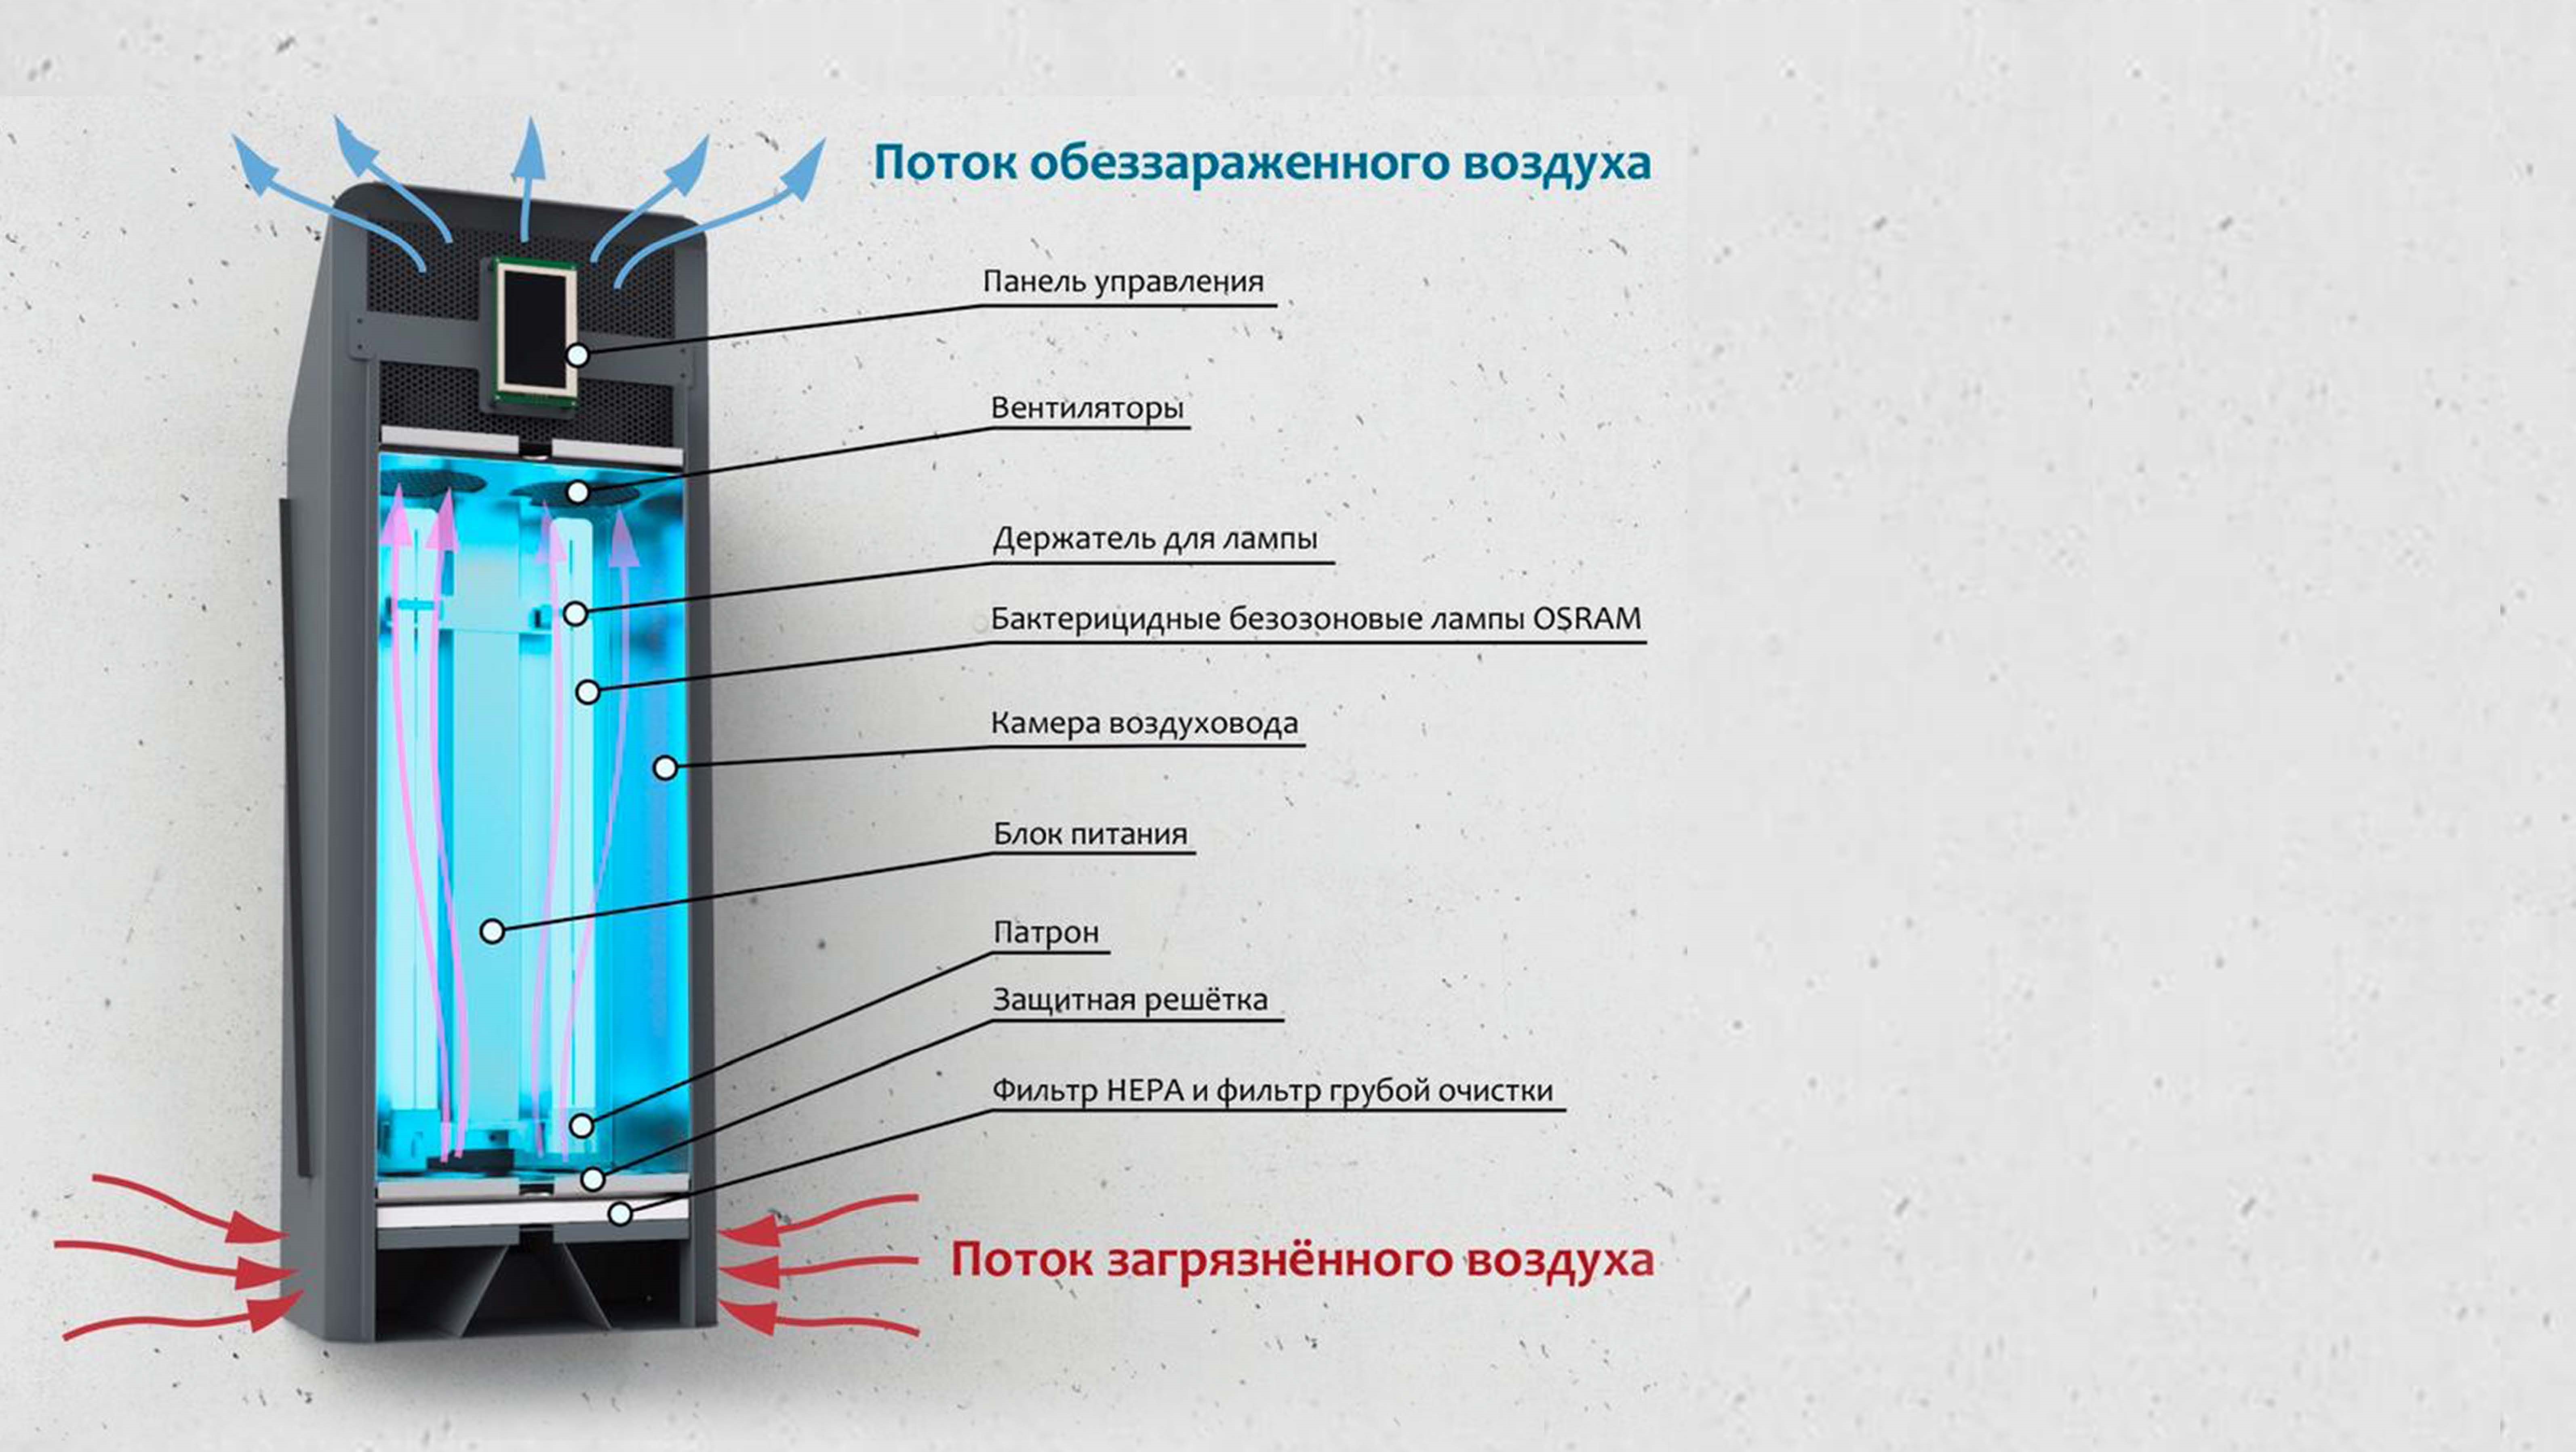 Поток обеззараженного воздуха
Панель управления
Вентиляторы
Держатель для лампы
Бактерицидные безозоновые лампы OSRAM
Камера воздуховода
Блок питания
Патрон
Защитная решётка
Фильтр HEPA и фильтр грубой очистки
Поток загрязнённого воздуха